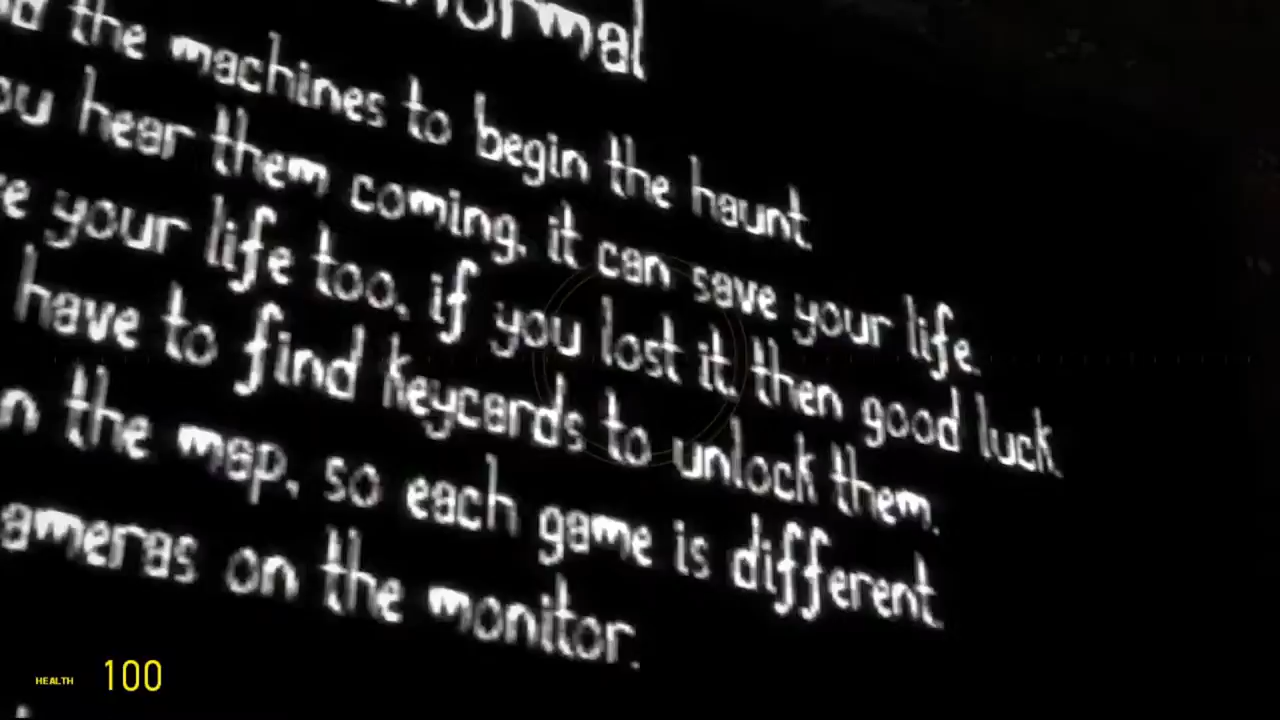 the machines to begin the haunt
hear them coming, it can save your life.
your life too, if you lost it then good luck
have to find keycards to unlock them.
the map, so each game is different
on the monitor.
HEALTH 100